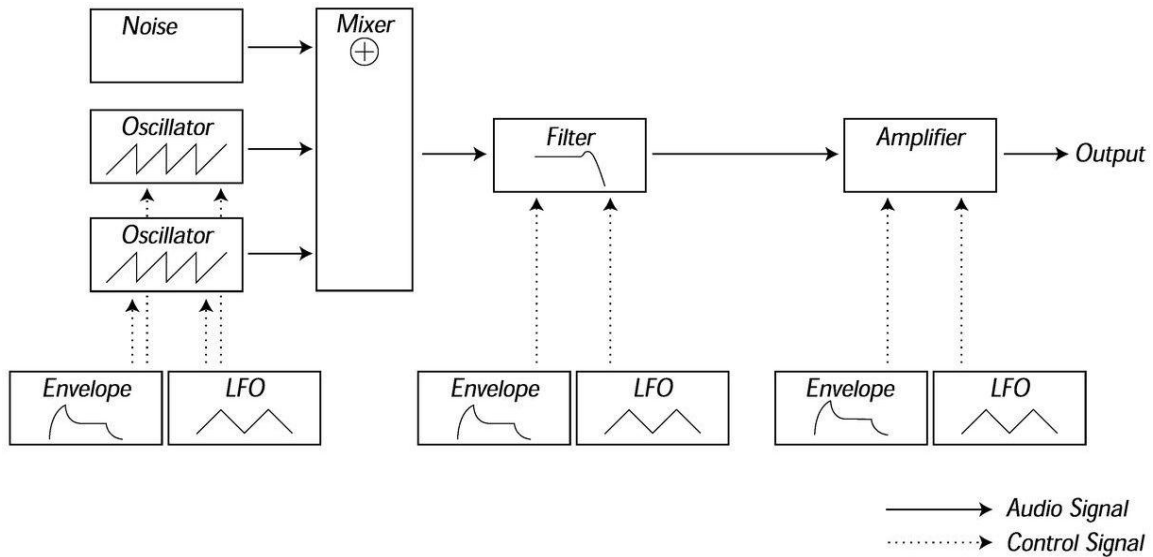 Noise
Mixer
Oscillator
Filter
Amplifier
Output
Oscillator
Envelope
LFO
Envelope
LFO
Envelope
LFO
Audio Signal
Control Signal